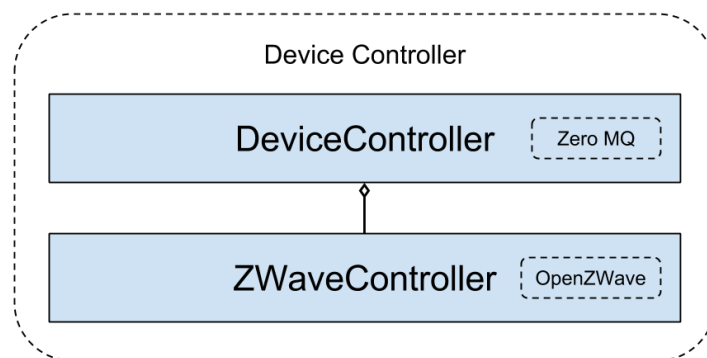 Device Controller
DeviceController
Zero MQ
ZWaveController
OpenZWave